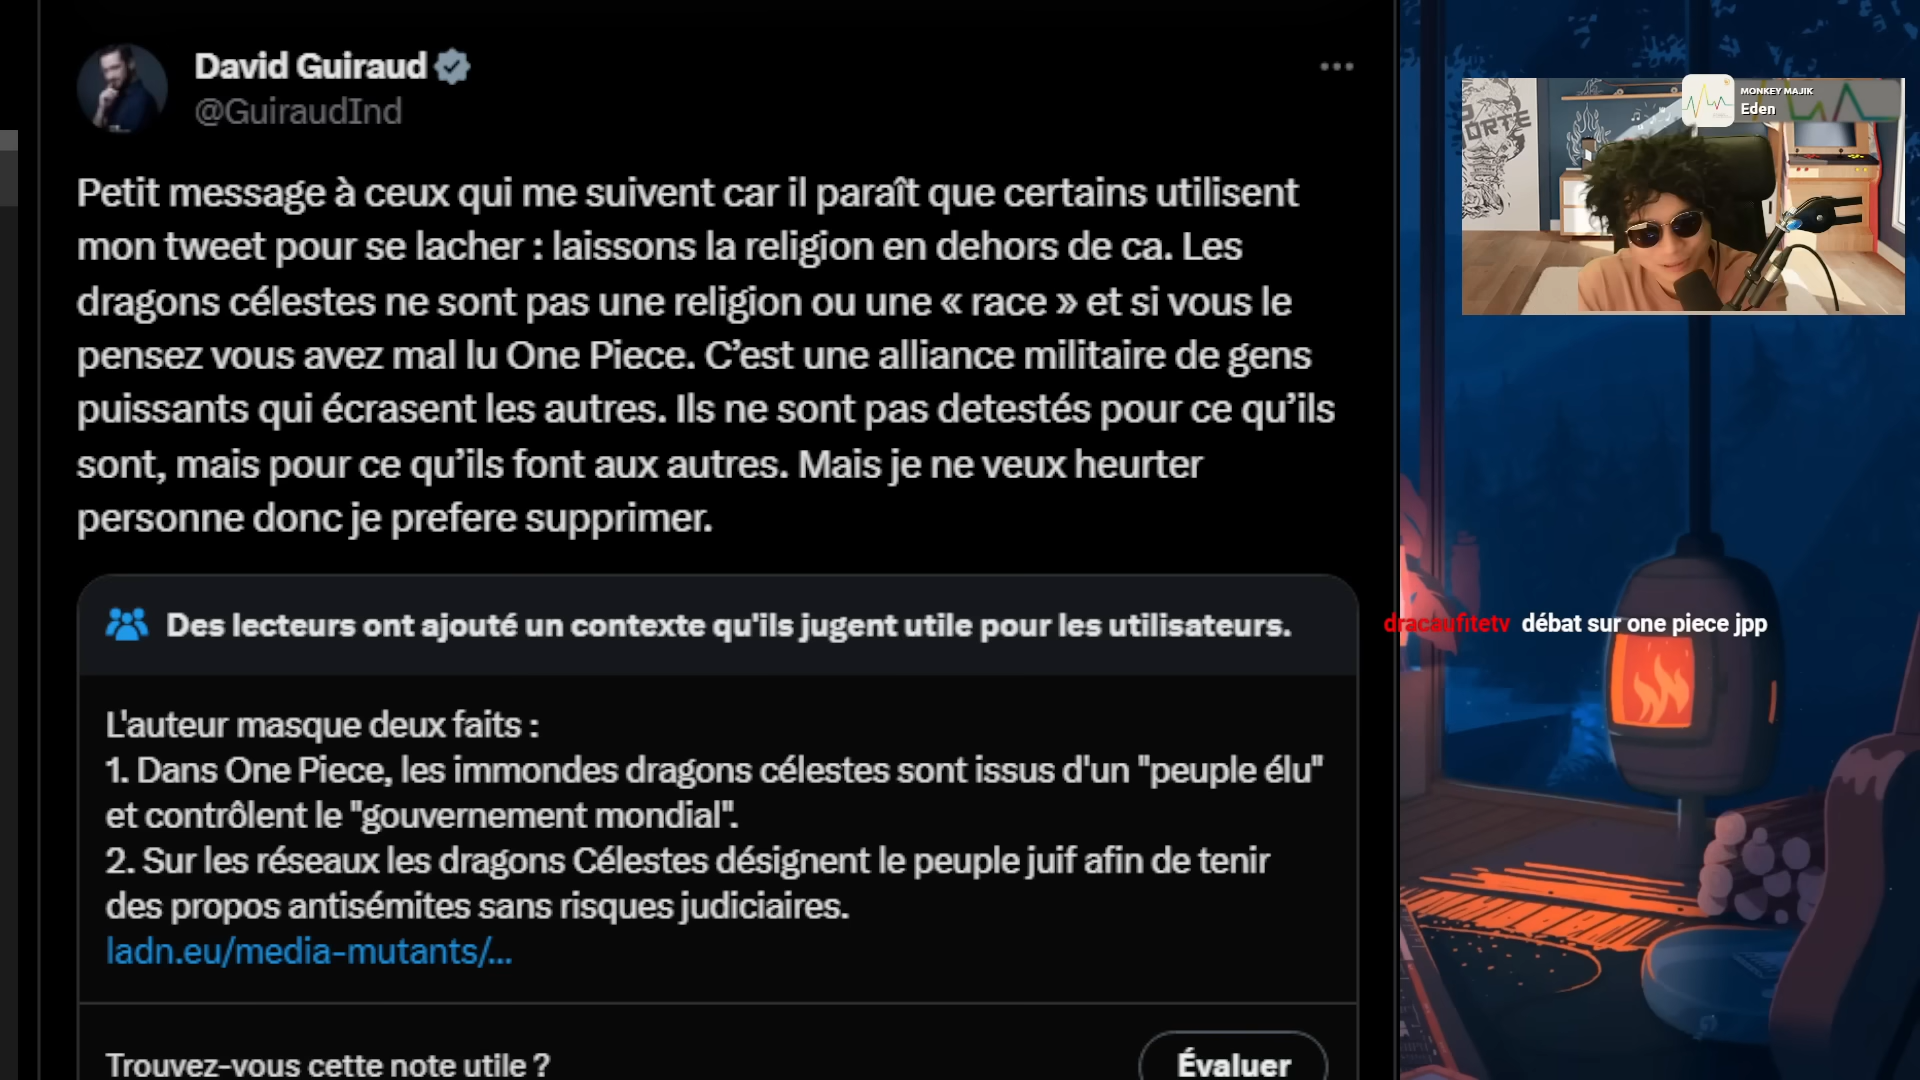 David Guiraud
@GuiraudInd
Petit message à ceux qui me suivent car il paraît que certains utilisent
mon tweet pour se lacher : laissons la religion en dehors de ca. Les
dragons célestes ne sont pas une religion ou une « race » et si vous le
pensez vous avez mal lu One Piece. C’est une alliance militaire de gens
puissants qui écrasent les autres. Ils ne sont pas detestés pour ce qu’ils
sont, mais pour ce qu’ils font aux autres. Mais je ne veux heurter
personne donc je prefere supprimer.
Des lecteurs ont ajouté un contexte qu'ils jugent utile pour les utilisateurs.
L'auteur masque deux faits :
1. Dans One Piece, les immondes dragons célestes sont issus d'un "peuple élu"
et contrôlent le "gouvernement mondial".
2. Sur les réseaux les dragons Célestes désignent le peuple juif afin de tenir
des propos antisémites sans risques judiciaires.
ladn.eu/media-mutants/...
Trouvez-vous cette note utile ?
Évaluer
MONKEY MAJIK
Eden
dracaufitetv débat sur one piece jpp